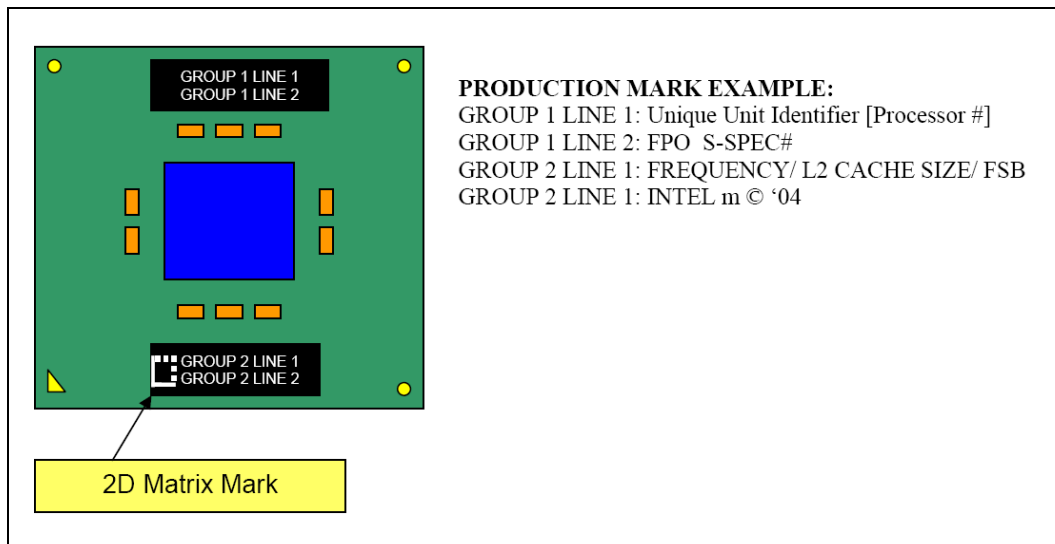 GROUP 1 LINE 1
GROUP 1 LINE 2
PRODUCTION MARK EXAMPLE:
GROUP 1 LINE 1: Unique Unit Identifier [Processor #]
GROUP 1 LINE 2: FPO S-SPEC#
GROUP 2 LINE 1: FREQUENCY/ L2 CACHE SIZE/ FSB
GROUP 2 LINE 1: INTEL m © ‘04
GROUP 2 LINE 1
GROUP 2 LINE 2
2D Matrix Mark